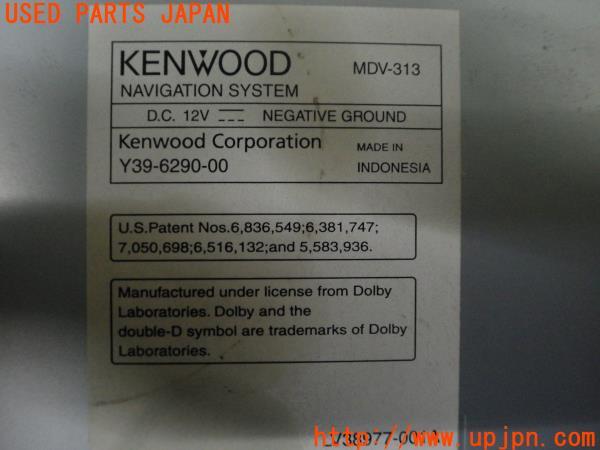 USED PARTS JAPAN
KENWOOD MDV-313
NAVIGATION SYSTEM
D.C. 12V NEGATIVE GROUND
Kenwood Corporation MADE IN
Y39-6290-00 INDONESIA
U.S.Patent Nos.6,836,549;6,381,747;
7,050,698;6,516,132;and 5,583,936.
Manufactured under license from Dolby
Laboratories. Dolby and the
double-D symbol are trademarks of Dolby
Laboratories.
http://www.upjpn.com/